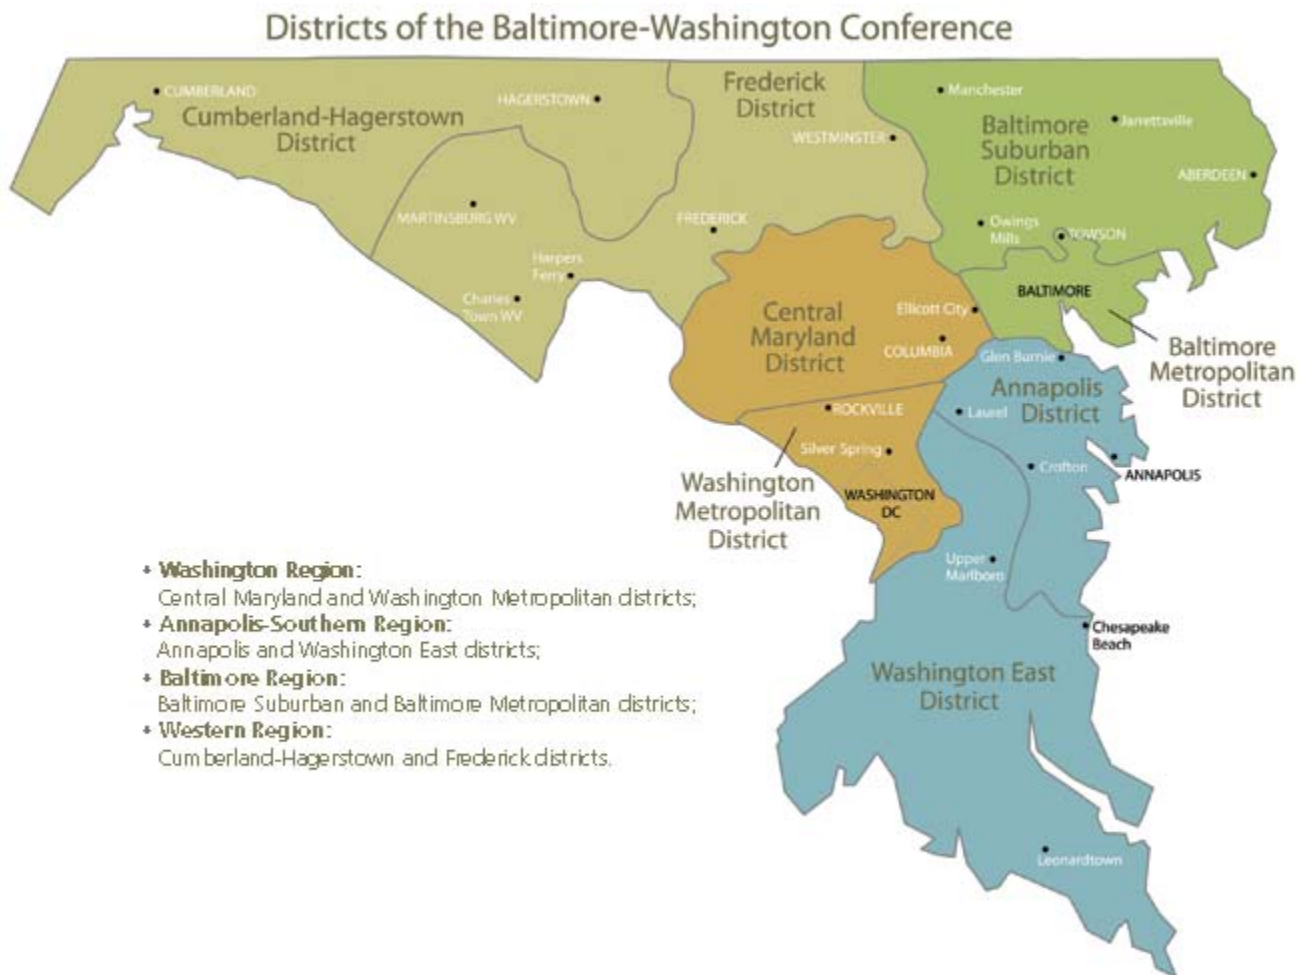 Districts of the Baltimore-Washington Conference
CUMBERLAND
Cumberland-Hagerstown
District
HAGERSTOWN
Frederick
District
WESTMINSTER
Manchester
Jarrettsville
Baltimore
Suburban
District
ABERDEEN
MARTINSBURG WV
FREDERICK
Owings
Mills
TOWSON
Harpers
Ferry
Charles
Town WV
BALTIMORE
Central
Maryland
District
Ellicott City
COLUMBIA
Glen Burnie
Baltimore
Metropolitan
District
Annapolis
District
ROCKVILLE
Laurel
Silver Spring
Crofton
ANNAPOLIS
Washington
Metropolitan
District
WASHINGTON
DC
Upper
Marlboro
Chesapeake
Beach
Washington East
District
Leonardtown
+ Washington Region:
Central Maryland and Washington Metropolitan districts;
+ Annapolis-Southern Region:
Annapolis and Washington East districts;
+ Baltimore Region:
Baltimore Suburban and Baltimore Metropolitan districts;
+ Western Region:
Cumberland-Hagerstown and Frederick districts.